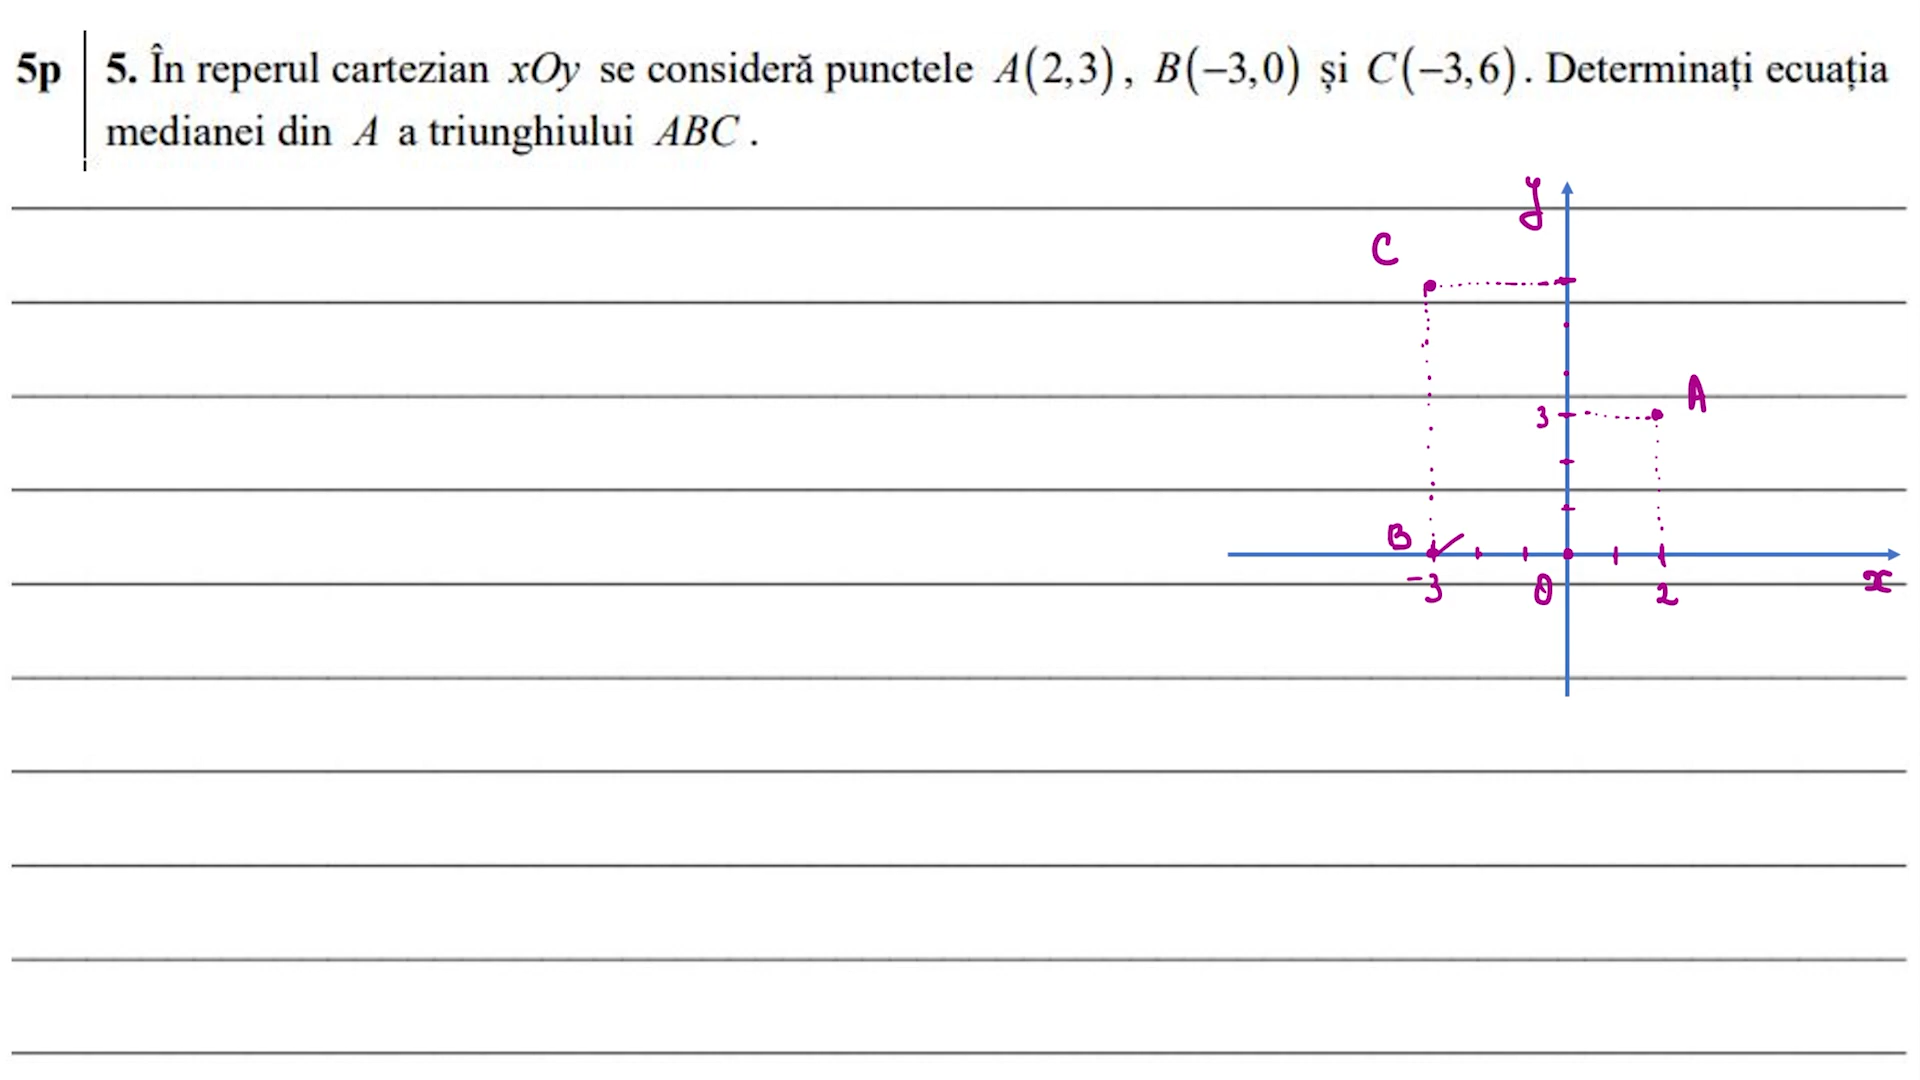 5p 5. În reperul cartezian xOy se consideră punctele A(2,3), B(−3,0) și C(−3,6). Determinați ecuația
medianei din A a triunghiului ABC.
y
C
A
3
B
-3
O
2
x